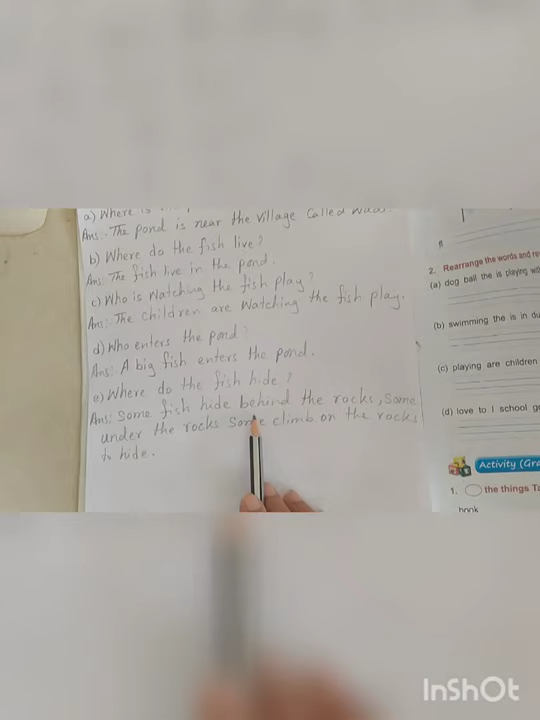 a) Where is
Ans:- The pond is near the village called
b) Where do the fish live?
Ans: The fish live in the pond.
c) Who is watching the fish play?
Ans:- The children are watching the fish play.
d) Who enters the pond?
Ans: A big fish enters the pond.
e) Where do the fish hide?
Ans: Some fish hide behind the rocks, Some
under the rocks Some climb on the rocks
to hide.
2. Rearrange the words and
(a) dog ball the is playing
(b) swimming the is in
(c) playing are children
(d) love to I school
Activity
1. the things
book
InShOt